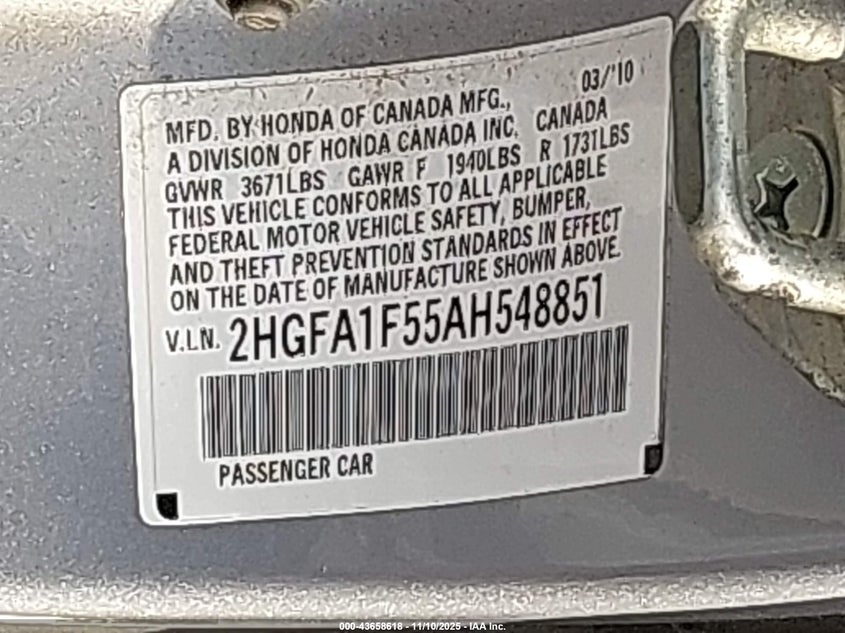 03/'10
MFD. BY HONDA OF CANADA MFG.,
A DIVISION OF HONDA CANADA INC. CANADA
GVWR 3671LBS GAWR F 1940LBS R 1731LBS
THIS VEHICLE CONFORMS TO ALL APPLICABLE
FEDERAL MOTOR VEHICLE SAFETY, BUMPER,
AND THEFT PREVENTION STANDARDS IN EFFECT
ON THE DATE OF MANUFACTURE SHOWN ABOVE.
V.I.N. 2HGFA1F55AH548851
PASSENGER CAR
000-43658618 - 11/10/2025 - IAA Inc.